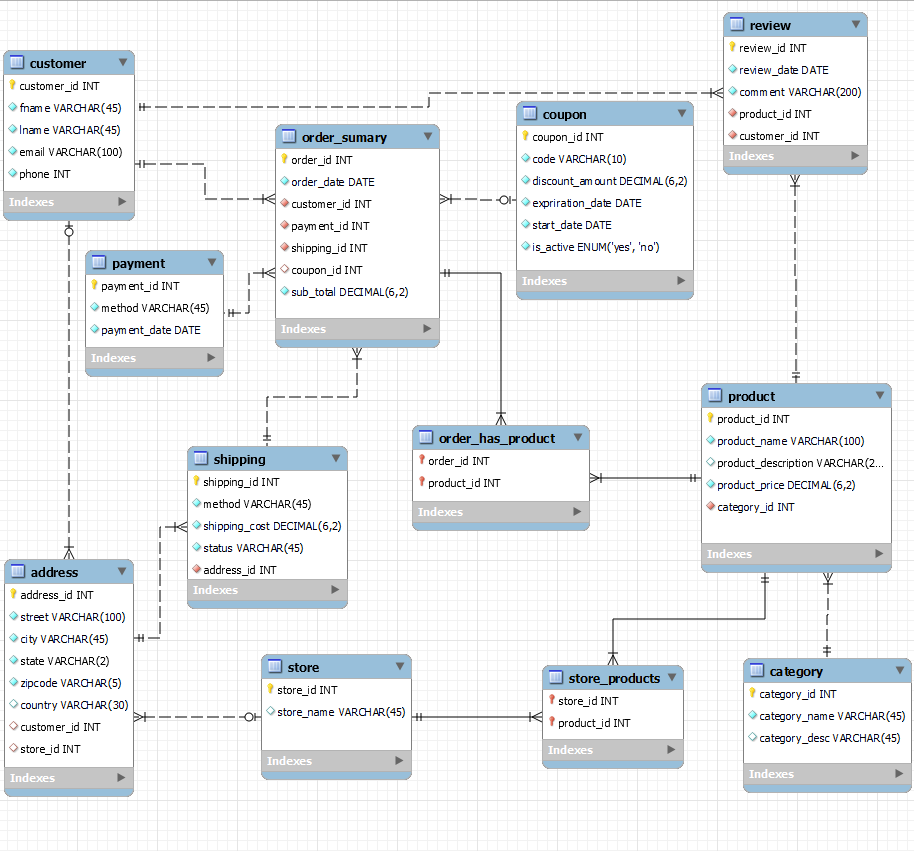 customer
customer_id INT
fname VARCHAR(45)
lname VARCHAR(45)
email VARCHAR(100)
phone INT
Indexes
review
review_id INT
review_date DATE
comment VARCHAR(200)
product_id INT
customer_id INT
Indexes
order_sumary
order_id INT
order_date DATE
customer_id INT
payment_id INT
shipping_id INT
coupon_id INT
sub_total DECIMAL(6,2)
Indexes
coupon
coupon_id INT
code VARCHAR(10)
discount_amount DECIMAL(6,2)
expriration_date DATE
start_date DATE
is_active ENUM('yes', 'no')
Indexes
payment
payment_id INT
method VARCHAR(45)
payment_date DATE
Indexes
shipping
shipping_id INT
method VARCHAR(45)
shipping_cost DECIMAL(6,2)
status VARCHAR(45)
address_id INT
Indexes
order_has_product
order_id INT
product_id INT
Indexes
product
product_id INT
product_name VARCHAR(100)
product_description VARCHAR(2...
product_price DECIMAL(6,2)
category_id INT
Indexes
address
address_id INT
street VARCHAR(100)
city VARCHAR(45)
state VARCHAR(2)
zipcode VARCHAR(5)
country VARCHAR(30)
customer_id INT
store_id INT
Indexes
store
store_id INT
store_name VARCHAR(45)
Indexes
store_products
store_id INT
product_id INT
Indexes
category
category_id INT
category_name VARCHAR(45)
category_desc VARCHAR(45)
Indexes